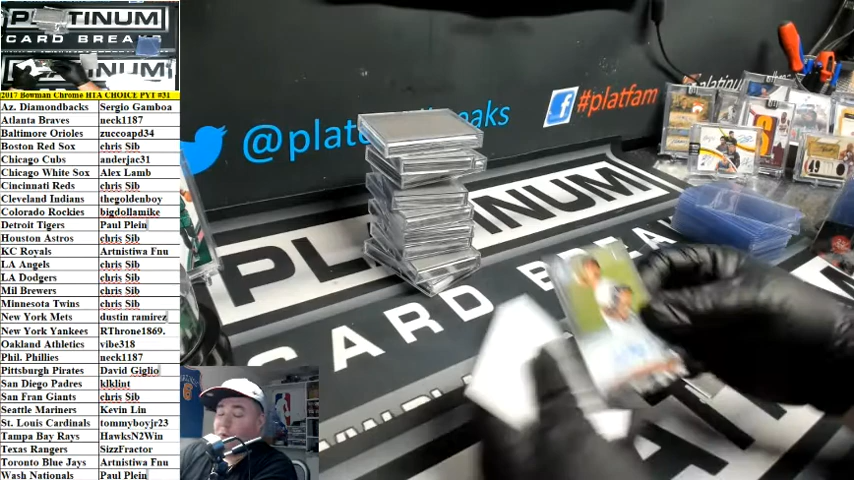 PLATINUM
CARD BREAKS
2017 Bowman Chrome HTA CHOICE PYT #31
Az. Diamondbacks Sergio Gamboa
Atlanta Braves neck1187
Baltimore Orioles zuccoapd34
Boston Red Sox chris Sib
Chicago Cubs anderjac31
Chicago White Sox Alex Lamb
Cincinnati Reds chris Sib
Cleveland Indians thegoldenboy
Colorado Rockies bigdollamike
Detroit Tigers Paul Plein
Houston Astros chris Sib
KC Royals Artnistiwa Fnu
LA Angels chris Sib
LA Dodgers chris Sib
Mil Brewers chris Sib
Minnesota Twins chris Sib
New York Mets dustin ramirez
New York Yankees RThrone1869.
Oakland Athletics vibe318
Phil. Phillies neck1187
Pittsburgh Pirates David Giglio
San Diego Padres klklint
San Fran Giants chris Sib
Seattle Mariners Kevin Lin
St. Louis Cardinals tommyboyjr23
Tampa Bay Rays HawksN2Win
Texas Rangers SizzFractor
Toronto Blue Jays Artnistiwa Fnu
Wash Nationals Paul Plein
@plat breaks
#platfam
PL TINUM
CARD BREA